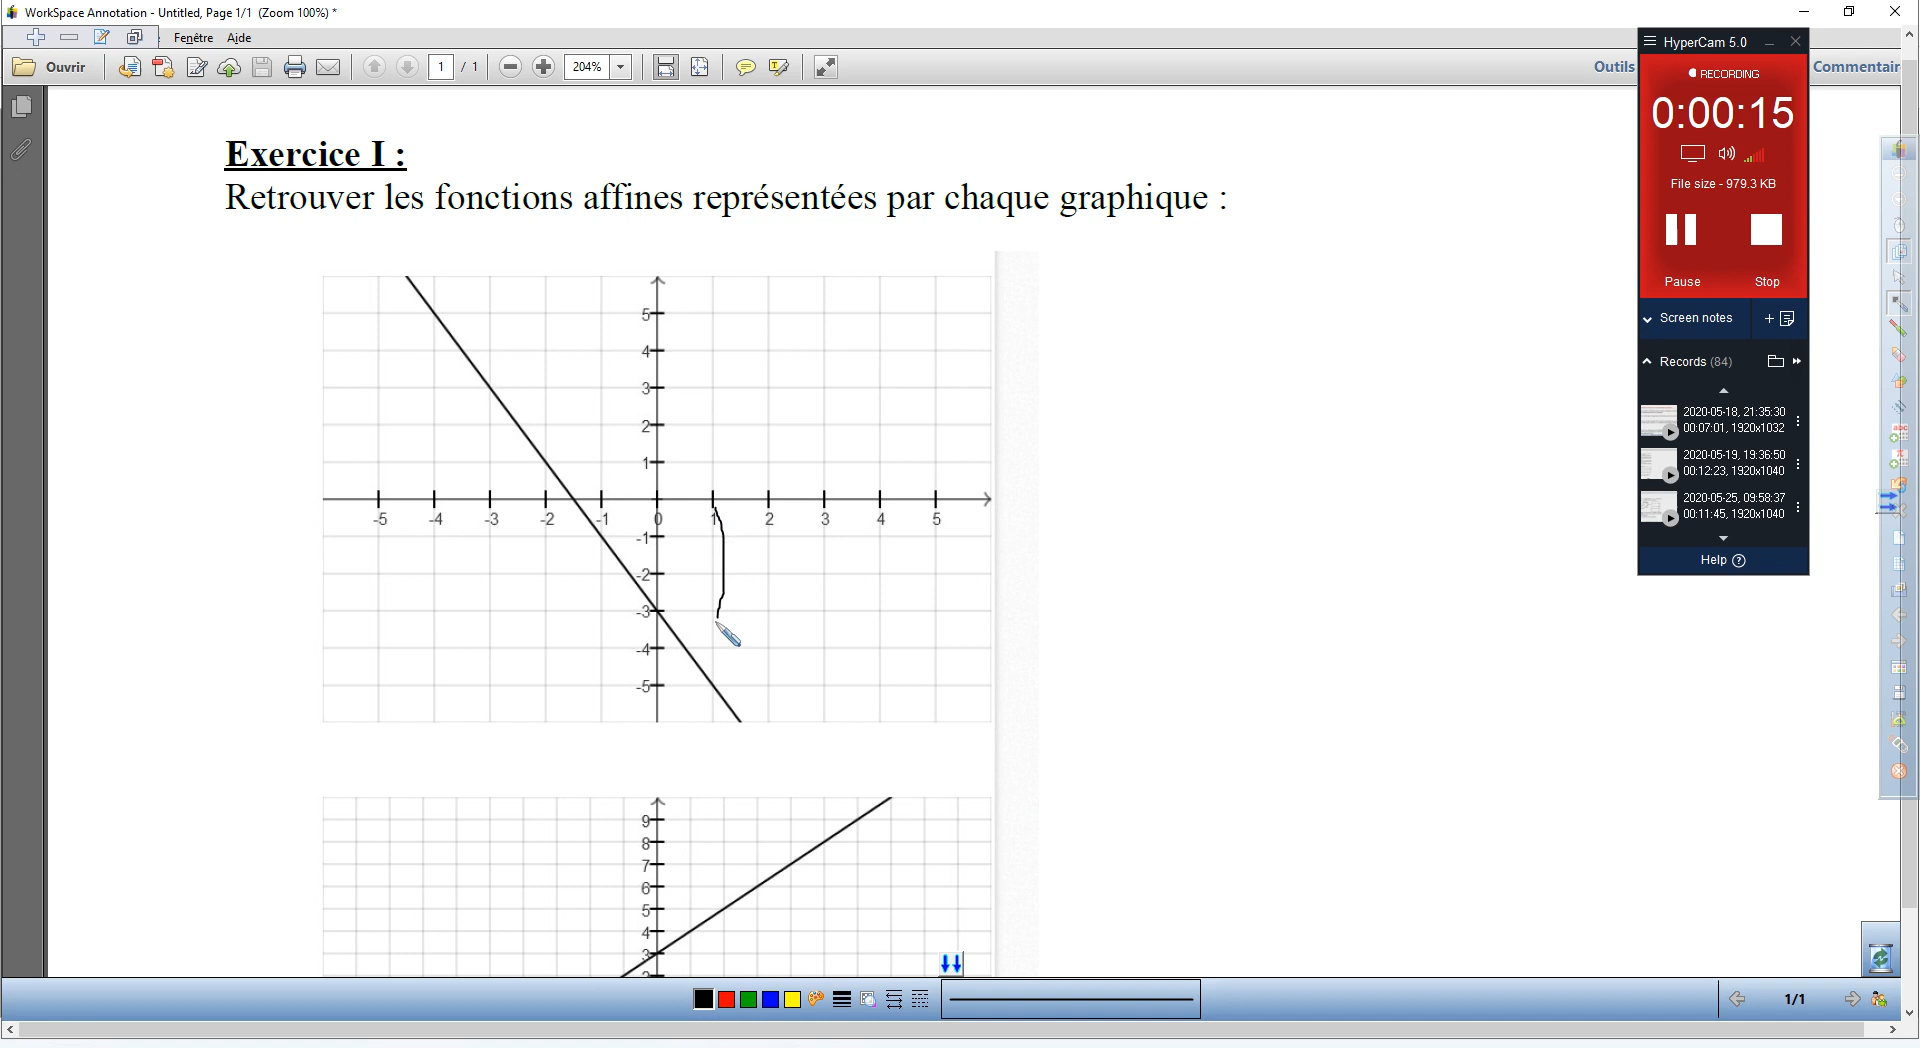 WorkSpace Annotation - Untitled, Page 1/1 (Zoom 100%) *
Fenêtre Aide
Ouvrir
1 / 1
204%
Outils
Commentair
HyperCam 5.0
RECORDING
0:00:15
File size - 979.3 KB
Pause Stop
Screen notes
Records (84)
2020-05-18, 21:35:30
00:07:01, 1920x1032
2020-05-19, 19:36:50
00:12:23, 1920x1040
2020-05-25, 09:58:37
00:11:45, 1920x1040
Help
Exercice I :
Retrouver les fonctions affines représentées par chaque graphique :
5
4
3
2
1
-5 -4 -3 -2 -1 0 1 2 3 4 5
-1
-2
-3
-4
-5
9
8
7
6
5
4
3
2
1/1